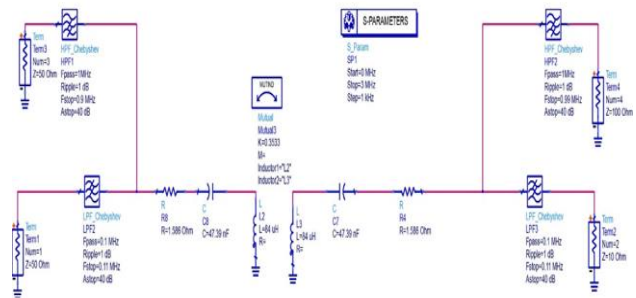 Term
Term3
Num=3
Z=50 Ohm
HPF_Chebyshev
HPF1
Fpass=1MHz
Ripple=1 dB
Fstop=0.9 MHz
Astop=40 dB
MUTIND
Mutual
Mutual3
K=0.3533
M=
Inductor1="L2"
Inductor2="L3"
S-PARAMETERS
S_Param
SP1
Start=0 MHz
Stop=3 MHz
Step=1 kHz
HPF_Chebyshev
HPF2
Fpass=1MHz
Ripple=1 dB
Fstop=0.99 MHz
Astop=40 dB
Term
Term4
Num=4
Z=100 Ohm
Term
Term1
Num=1
Z=50 Ohm
LPF_Chebyshev
LPF2
Fpass=0.1 MHz
Ripple=1 dB
Fstop=0.11 MHz
Astop=40 dB
R
R8
R=1.586 Ohm
C
C=47.39 nF
L
L2
L=84 uH
R=
L
L3
L=84 uH
R=
C
C7
C=47.39 nF
R
R4
R=1.586 Ohm
LPF_Chebyshev
LPF3
Fpass=0.1 MHz
Ripple=1 dB
Fstop=0.11 MHz
Astop=40 dB
Term
Term2
Num=2
Z=10 Ohm